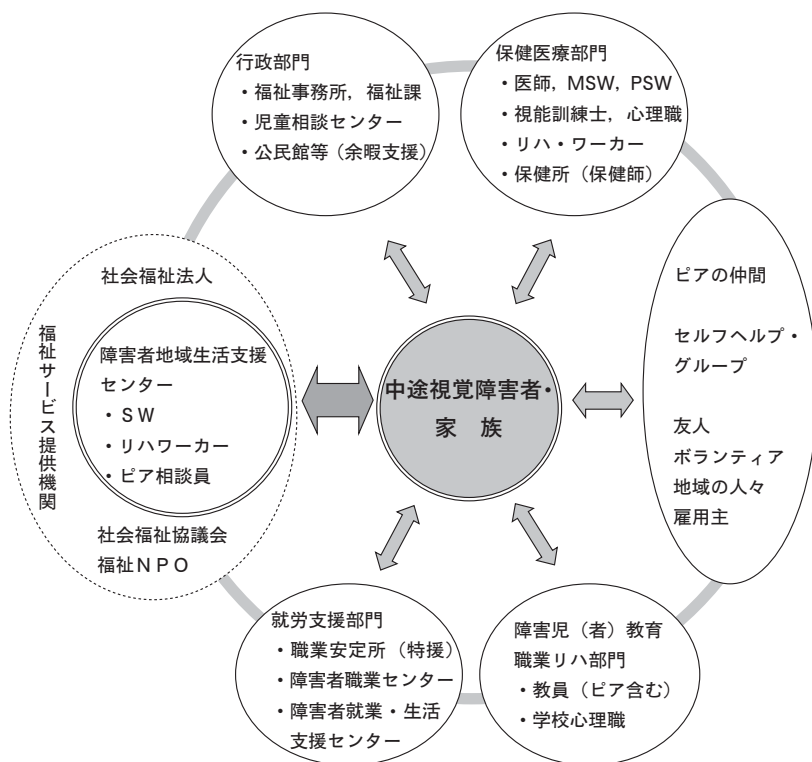 行政部門
・福祉事務所，福祉課
・児童相談センター
・公民館等（余暇支援）
保健医療部門
・医師，MSW，PSW
・視能訓練士，心理職
・リハ・ワーカー
・保健所（保健師）
社会福祉法人
福祉サービス提供機関
障害者地域生活支援
センター
・ＳＷ
・リハワーカー
・ピア相談員
社会福祉協議会
福祉ＮＰＯ
中途視覚障害者・
家　族
ピアの仲間
セルフヘルプ・
グループ
友人
ボランティア
地域の人々
雇用主
就労支援部門
・職業安定所（特援）
・障害者職業センター
・障害者就業・生活
支援センター
障害児（者）教育
職業リハ部門
・教員（ピア含む）
・学校心理職